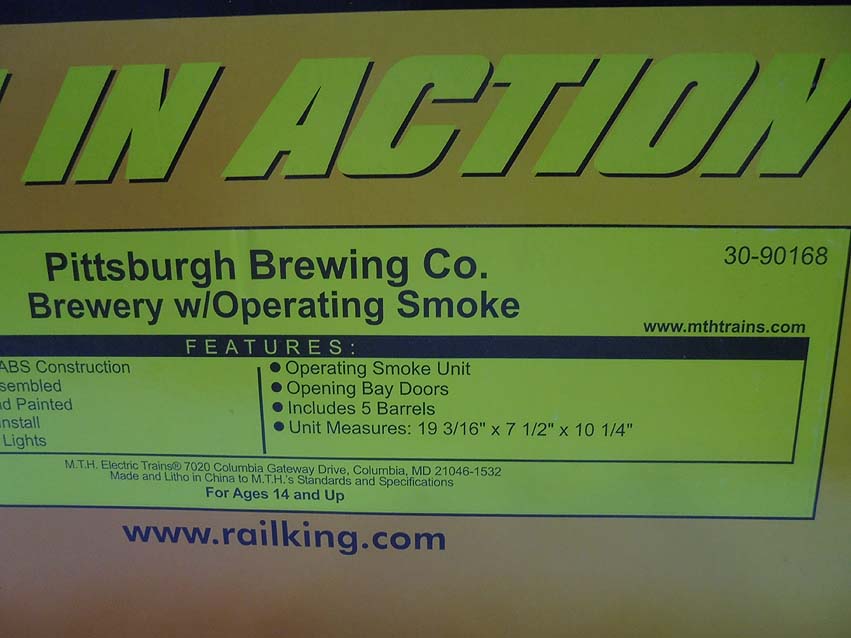 IN ACTION
Pittsburgh Brewing Co.
30-90168
Brewery w/Operating Smoke
www.mthtrains.com
FEATURES:
ABS Construction
sembled
d Painted
nstall
Lights
• Operating Smoke Unit
• Opening Bay Doors
• Includes 5 Barrels
• Unit Measures: 19 3/16" x 7 1/2" x 10 1/4"
M.T.H. Electric Trains® 7020 Columbia Gateway Drive, Columbia, MD 21046-1532
Made and Litho in China to M.T.H.'s Standards and Specifications
For Ages 14 and Up
www.railking.com